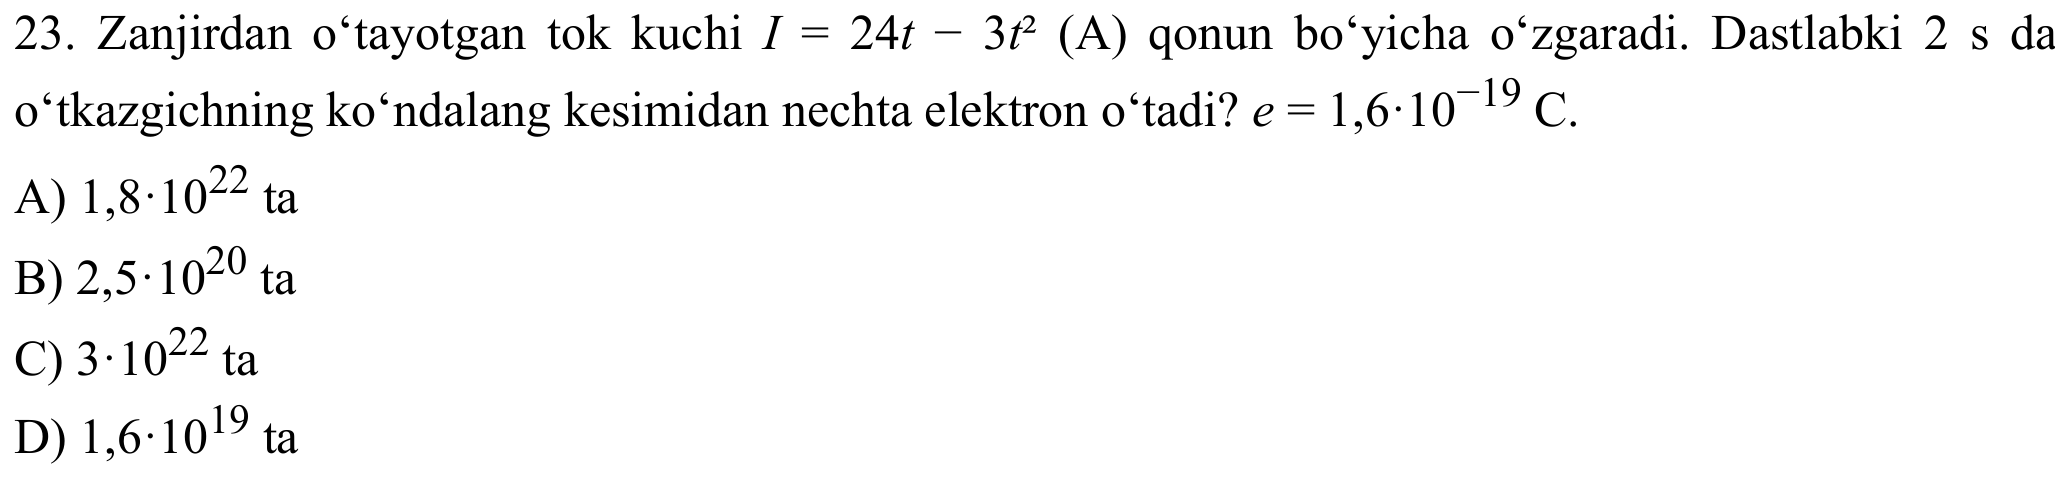 23. Zanjirdan o‘tayotgan tok kuchi I = 24t − 3t² (A) qonun bo‘yicha o‘zgaradi. Dastlabki 2 s da
o‘tkazgichning ko‘ndalang kesimidan nechta elektron o‘tadi? e = 1,6·10⁻¹⁹ C.
A) 1,8·10²² ta
B) 2,5·10²⁰ ta
C) 3·10²² ta
D) 1,6·10¹⁹ ta